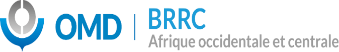 OMD | BRRC
Afrique occidentale et centrale